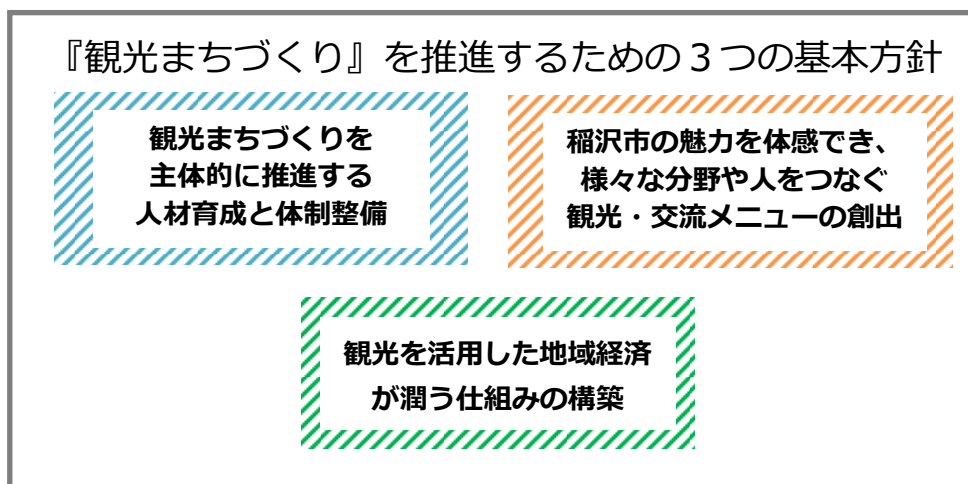 『観光まちづくり』を推進するための３つの基本方針
観光まちづくりを
主体的に推進する
人材育成と体制整備
稲沢市の魅力を体感でき、
様々な分野や人をつなぐ
観光・交流メニューの創出
観光を活用した地域経済
が潤う仕組みの構築